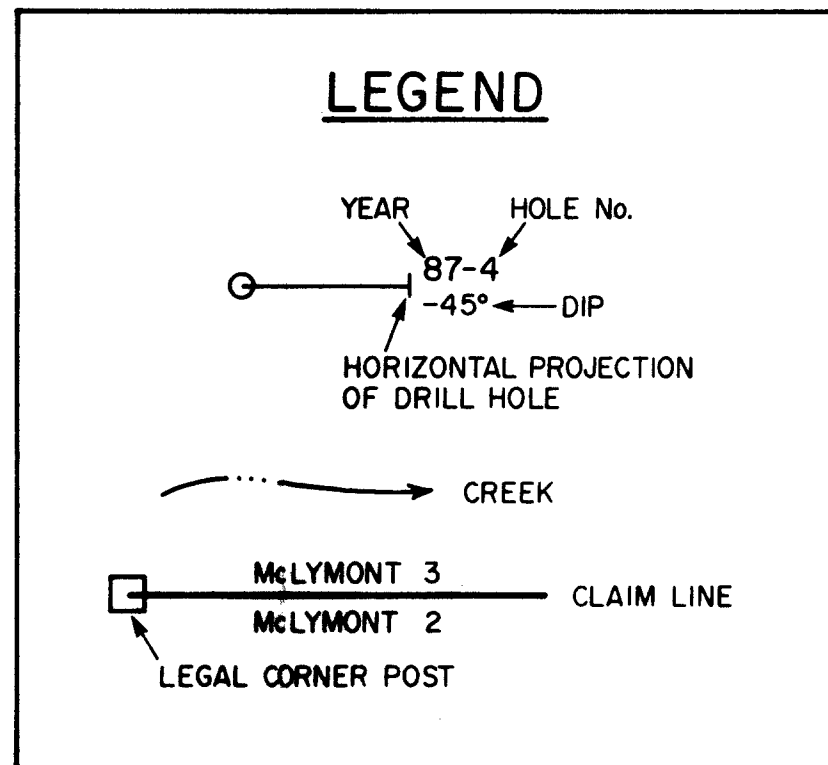 LEGEND
YEAR HOLE No.
87-4
-45° DIP
HORIZONTAL PROJECTION
OF DRILL HOLE
CREEK
McLYMONT 3
CLAIM LINE
McLYMONT 2
LEGAL CORNER POST